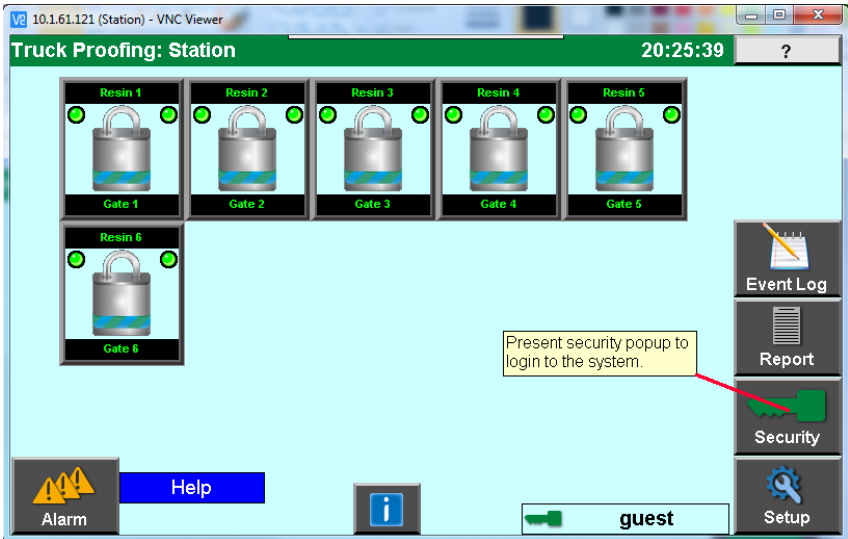 10.1.61.121 (Station) - VNC Viewer
Truck Proofing: Station
20:25:39
?
Resin 1
Resin 2
Resin 3
Resin 4
Resin 5
Gate 1
Gate 2
Gate 3
Gate 4
Gate 5
Resin 6
Gate 6
Event Log
Present security popup to
login to the system.
Report
Security
Alarm
Help
i
guest
Setup